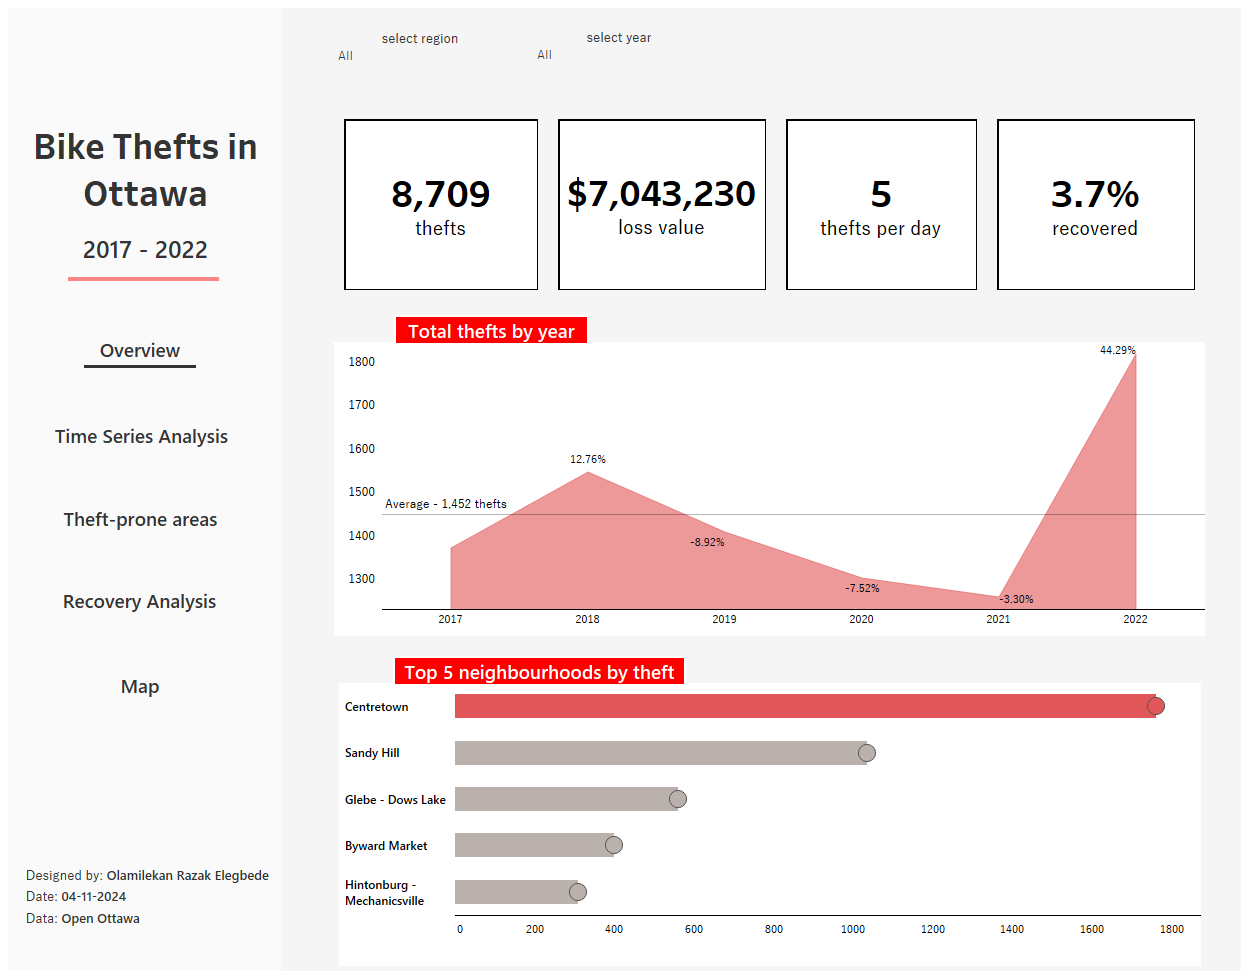 Bike Thefts in
Ottawa
2017 - 2022
Overview
Time Series Analysis
Theft-prone areas
Recovery Analysis
Map
Designed by: Olamilekan Razak Elegbede
Date: 04-11-2024
Data: Open Ottawa
select region
All
select year
All
8,709
thefts
$7,043,230
loss value
5
thefts per day
3.7%
recovered
Total thefts by year
1800
1700
1600
1500
1400
1300
Average - 1,452 thefts
12.76%
-8.92%
-7.52%
-3.30%
44.29%
2017 2018 2019 2020 2021 2022
Top 5 neighbourhoods by theft
Centretown
Sandy Hill
Glebe - Dows Lake
Byward Market
Hintonburg -
Mechanicsville
0 200 400 600 800 1000 1200 1400 1600 1800